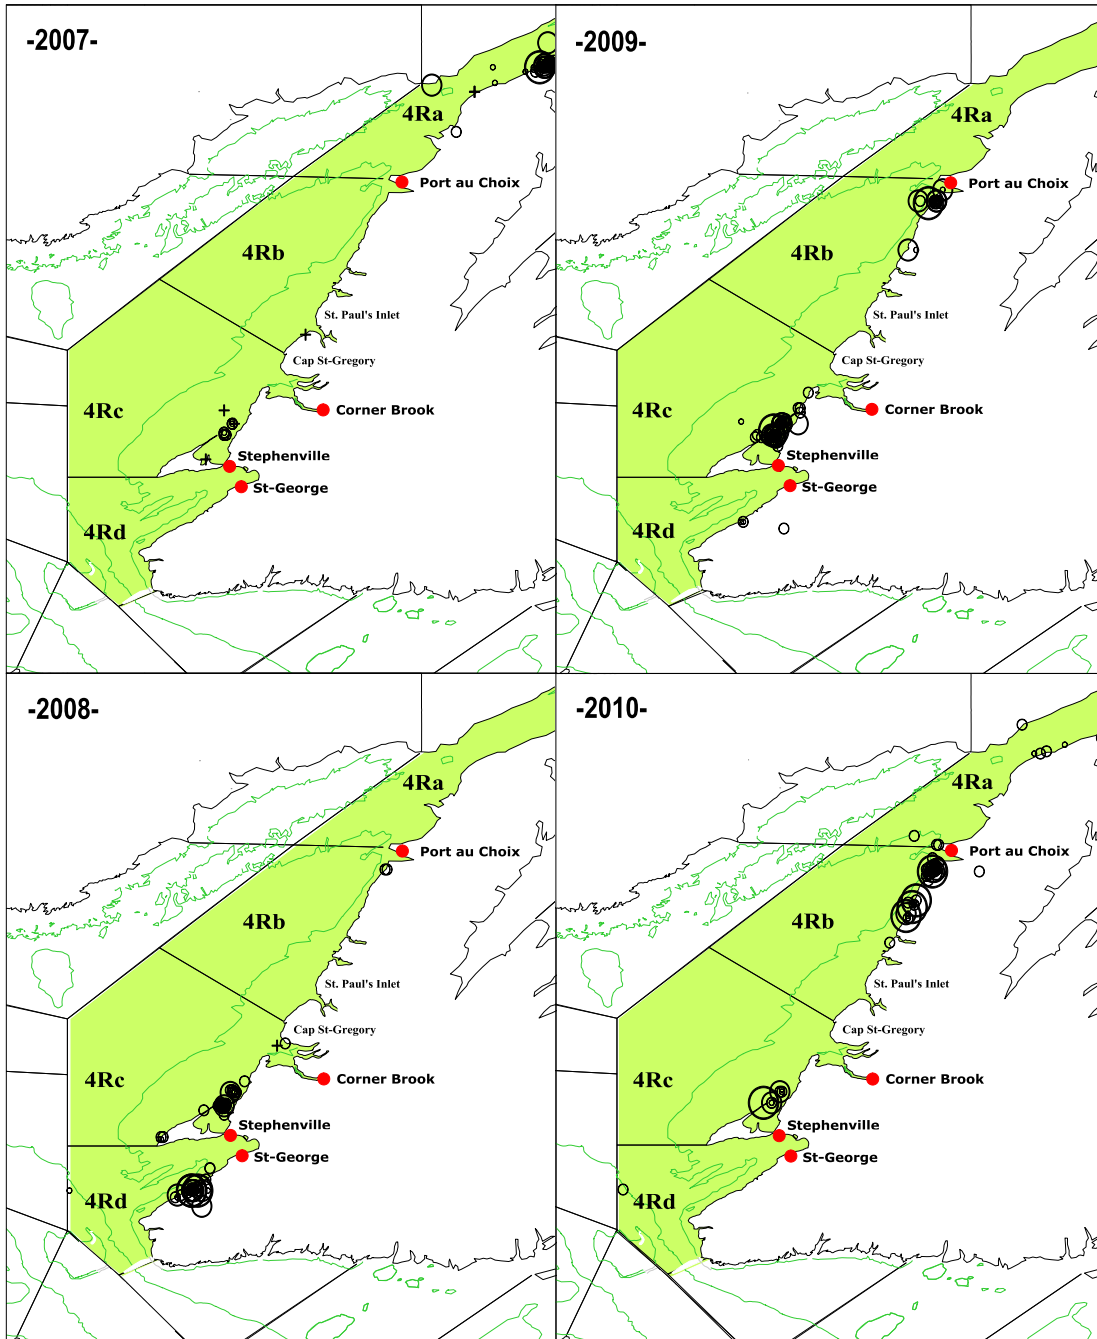 -2007-
4Ra
Port au Choix
4Rb
St. Paul's Inlet
Cap St-Gregory
4Rc
Corner Brook
Stephenville
St-George
4Rd
-2009-
4Ra
Port au Choix
4Rb
St. Paul's Inlet
Cap St-Gregory
4Rc
Corner Brook
Stephenville
St-George
4Rd
-2008-
4Ra
Port au Choix
4Rb
St. Paul's Inlet
Cap St-Gregory
4Rc
Corner Brook
Stephenville
St-George
4Rd
-2010-
4Ra
Port au Choix
4Rb
St. Paul's Inlet
Cap St-Gregory
4Rc
Corner Brook
Stephenville
St-George
4Rd